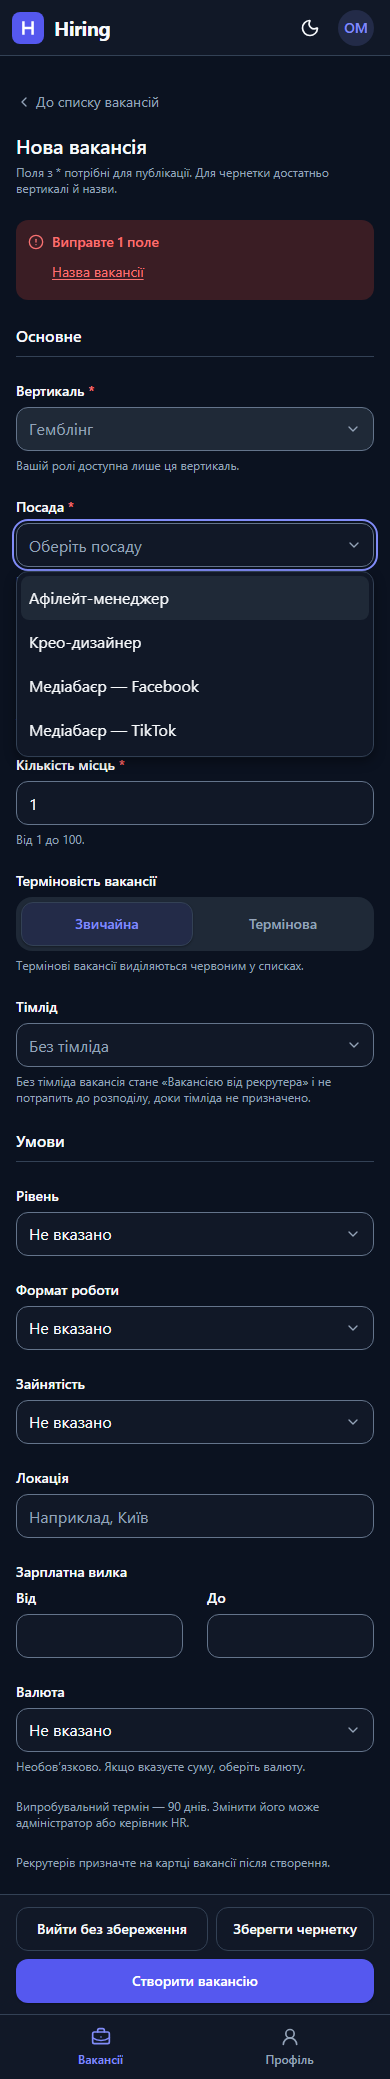 H Hiring OM
До списку вакансій
Нова вакансія
Поля з * потрібні для публікації. Для чернетки достатньо
вертикалі й назви.
Виправте 1 поле
Назва вакансії
Основне
Вертикаль *
Гемблінг
Вашій ролі доступна лише ця вертикаль.
Посада *
Оберіть посаду
Афілейт-менеджер
Крео-дизайнер
Медіабаєр — Facebook
Медіабаєр — TikTok
Кількість місць *
1
Від 1 до 100.
Терміновість вакансії
Звичайна Термінова
Термінові вакансії виділяються червоним у списках.
Тімлід
Без тімліда
Без тімліда вакансія стане «Вакансією від рекрутера» і не
потрапить до розподілу, доки тімліда не призначено.
Умови
Рівень
Не вказано
Формат роботи
Не вказано
Зайнятість
Не вказано
Локація
Наприклад, Київ
Зарплатна вилка
Від До
Валюта
Не вказано
Необов'язково. Якщо вказуєте суму, оберіть валюту.
Випробувальний термін — 90 днів. Змінити його може
адміністратор або керівник HR.
Рекрутерів призначте на картці вакансії після створення.
Вийти без збереження Зберегти чернетку
Створити вакансію
Вакансії Профіль